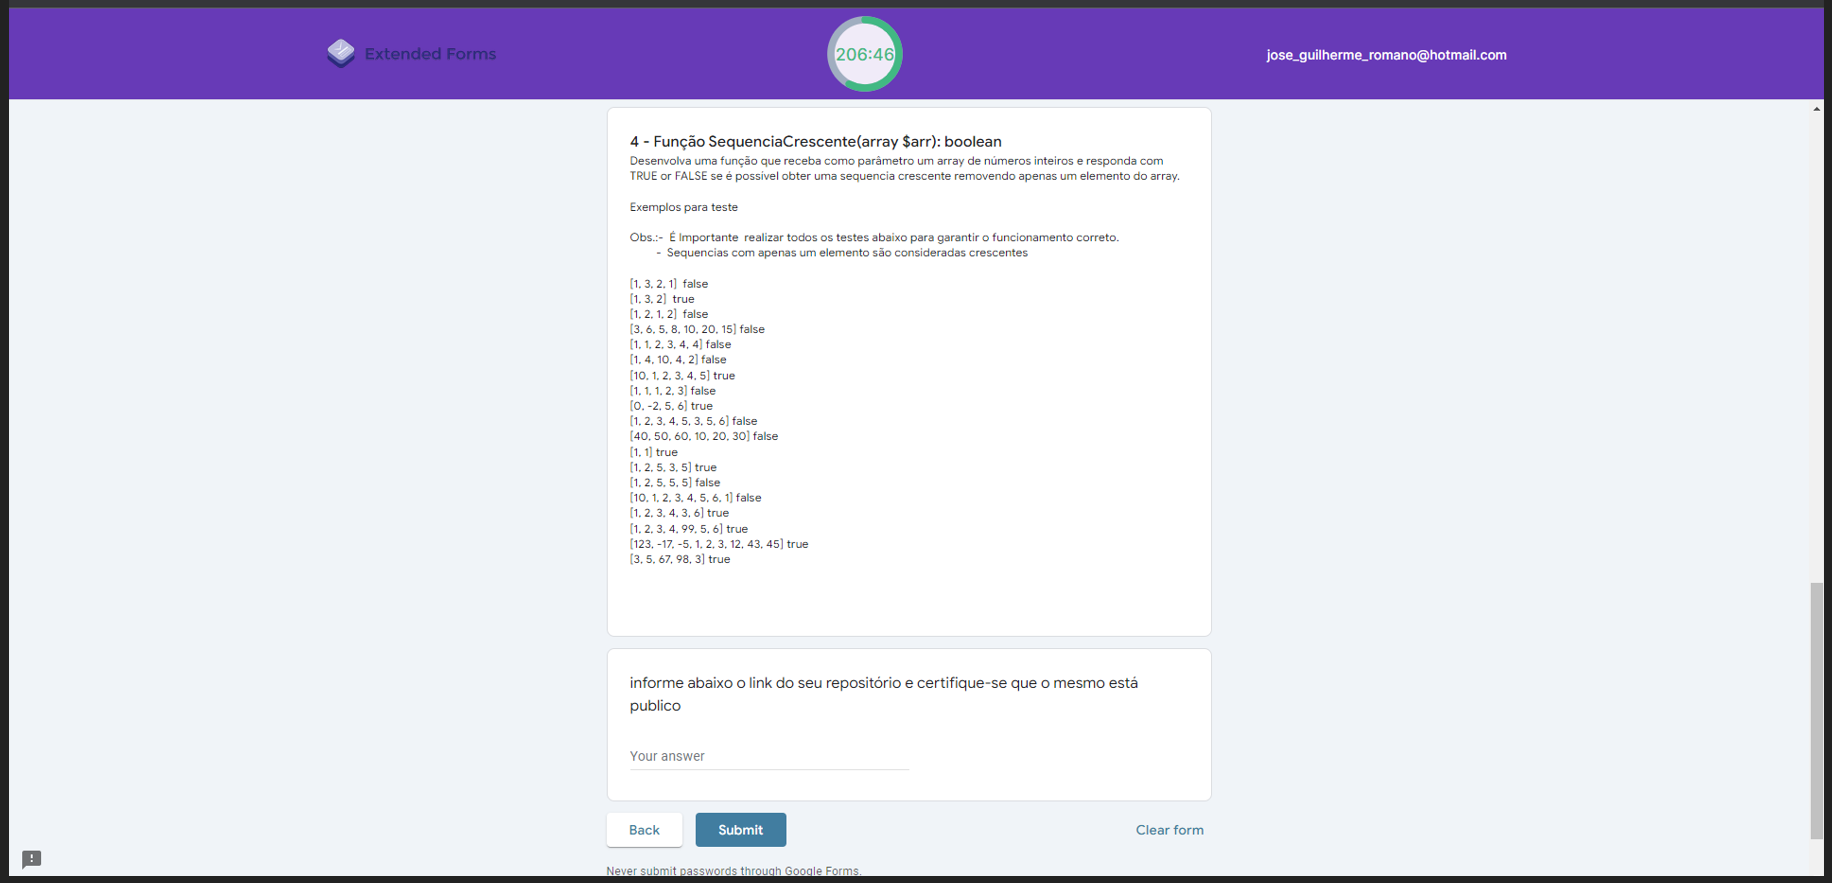 Extended Forms
206:46
jose_guilherme_romano@hotmail.com
4 - Função SequenciaCrescente(array $arr): boolean
Desenvolva uma função que receba como parâmetro um array de números inteiros e responda com
TRUE or FALSE se é possível obter uma sequencia crescente removendo apenas um elemento do array.
Exemplos para teste
Obs.:-  É Importante  realizar todos os testes abaixo para garantir o funcionamento correto.
-  Sequencias com apenas um elemento são consideradas crescentes
[1, 3, 2, 1]  false
[1, 3, 2]  true
[1, 2, 1, 2]  false
[3, 6, 5, 8, 10, 20, 15] false
[1, 1, 2, 3, 4, 4] false
[1, 4, 10, 4, 2] false
[10, 1, 2, 3, 4, 5] true
[1, 1, 1, 2, 3] false
[0, -2, 5, 6] true
[1, 2, 3, 4, 5, 3, 5, 6] false
[40, 50, 60, 10, 20, 30] false
[1, 1] true
[1, 2, 5, 3, 5] true
[1, 2, 5, 5, 5] false
[10, 1, 2, 3, 4, 5, 6, 1] false
[1, 2, 3, 4, 3, 6] true
[1, 2, 3, 4, 99, 5, 6] true
[123, -17, -5, 1, 2, 3, 12, 43, 45] true
[3, 5, 67, 98, 3] true
informe abaixo o link do seu repositório e certifique-se que o mesmo está
publico
Your answer
Back
Submit
Clear form
Never submit passwords through Google Forms.